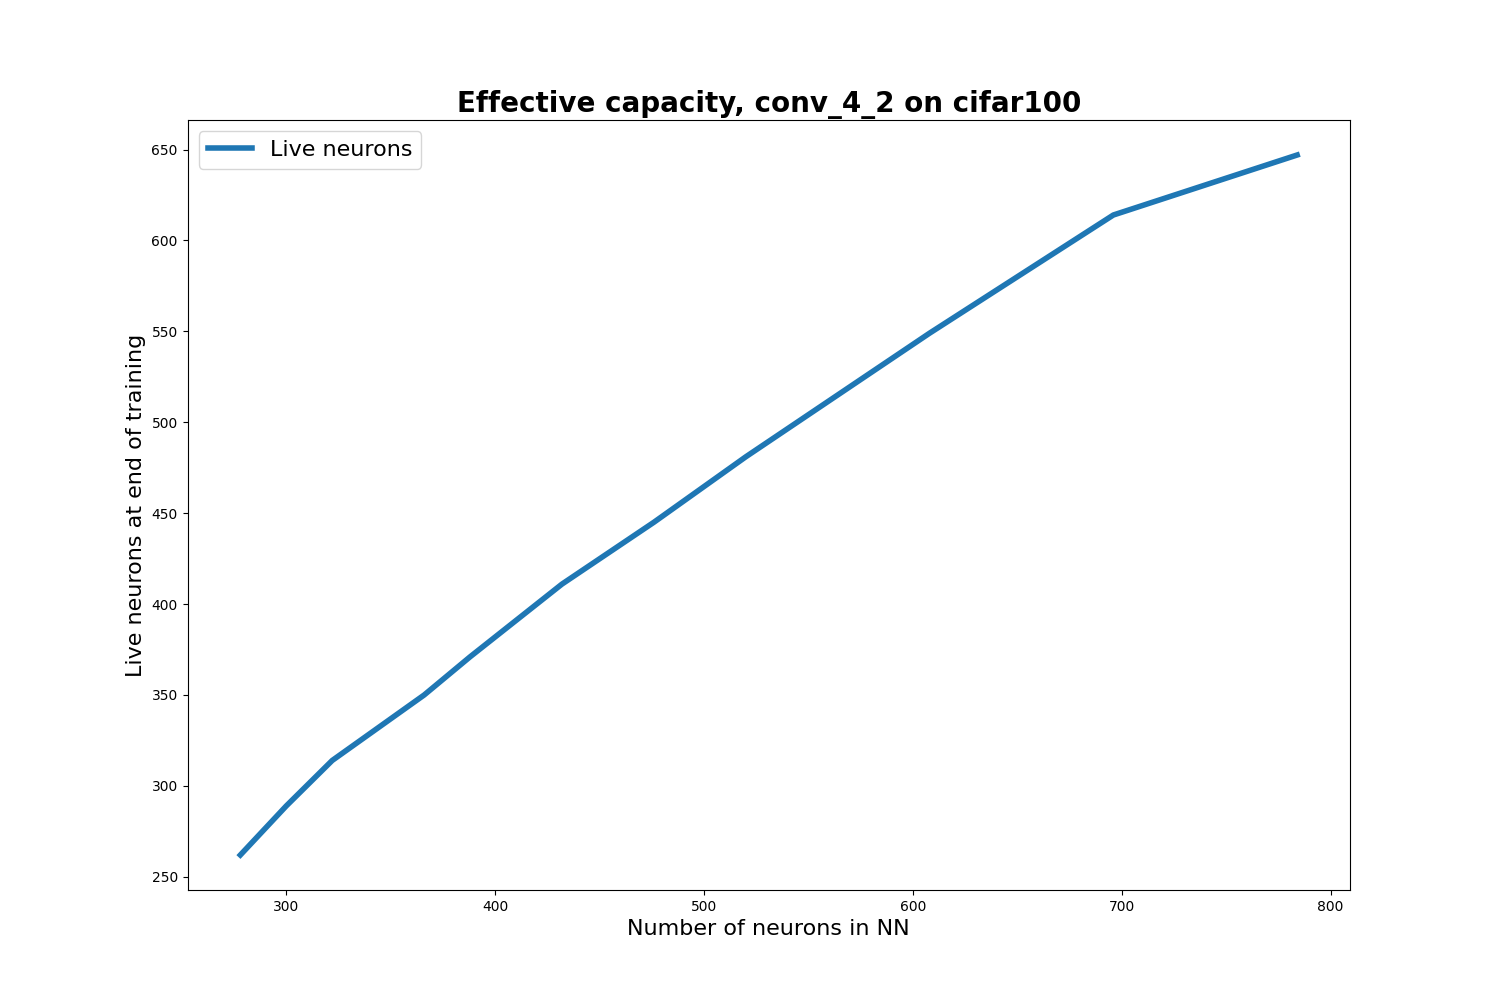 Effective capacity, conv_4_2 on cifar100
Live neurons
650
600
550
500
450
400
350
300
250
Live neurons at end of training
300 400 500 600 700 800
Number of neurons in NN